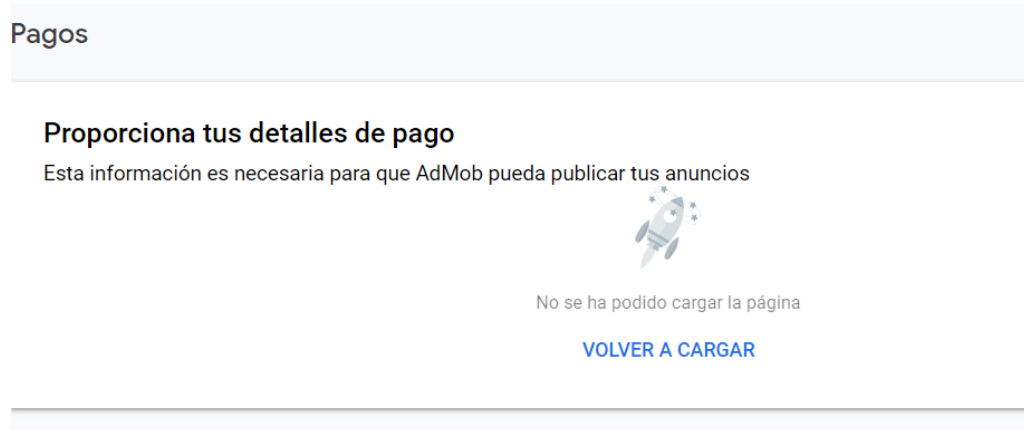 Pagos
Proporciona tus detalles de pago
Esta información es necesaria para que AdMob pueda publicar tus anuncios
No se ha podido cargar la página
VOLVER A CARGAR